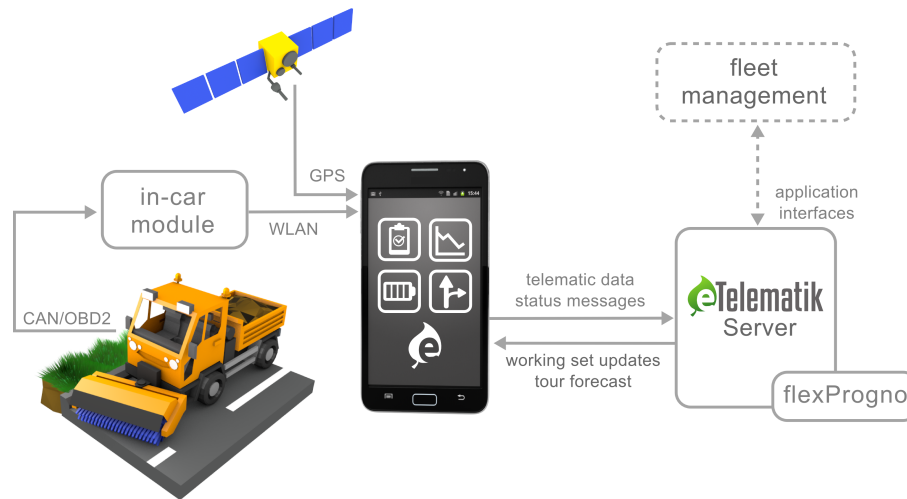 fleet
management
GPS
15:44
in-car
module
WLAN
application
interfaces
CAN/OBD2
telematic data
status messages
eTelematik
Server
working set updates
tour forecast
e
flexProgno